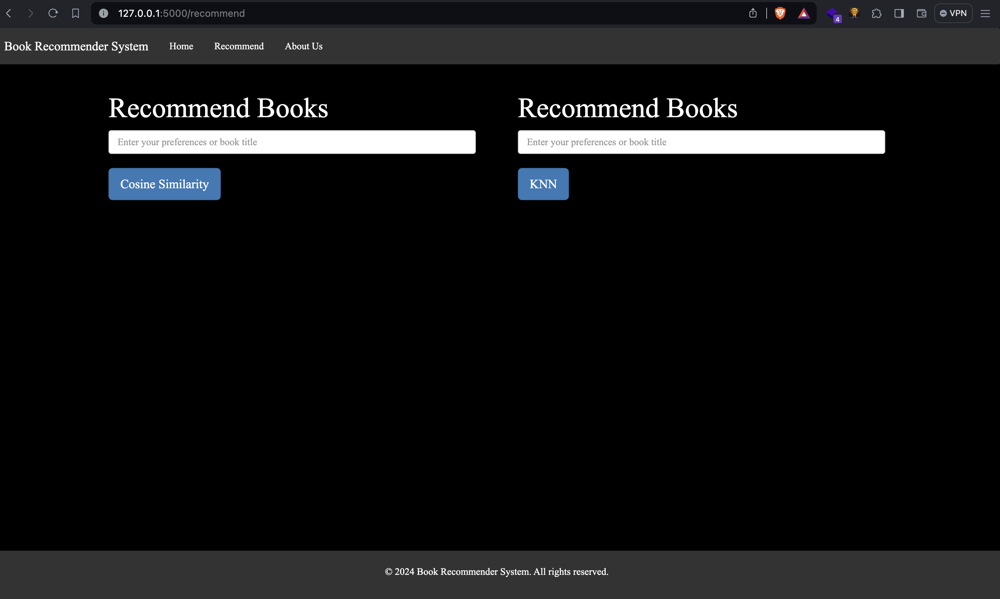 127.0.0.1:5000/recommend
4
VPN
Book Recommender System Home Recommend About Us
Recommend Books
Enter your preferences or book title
Cosine Similarity
Recommend Books
Enter your preferences or book title
KNN
© 2024 Book Recommender System. All rights reserved.